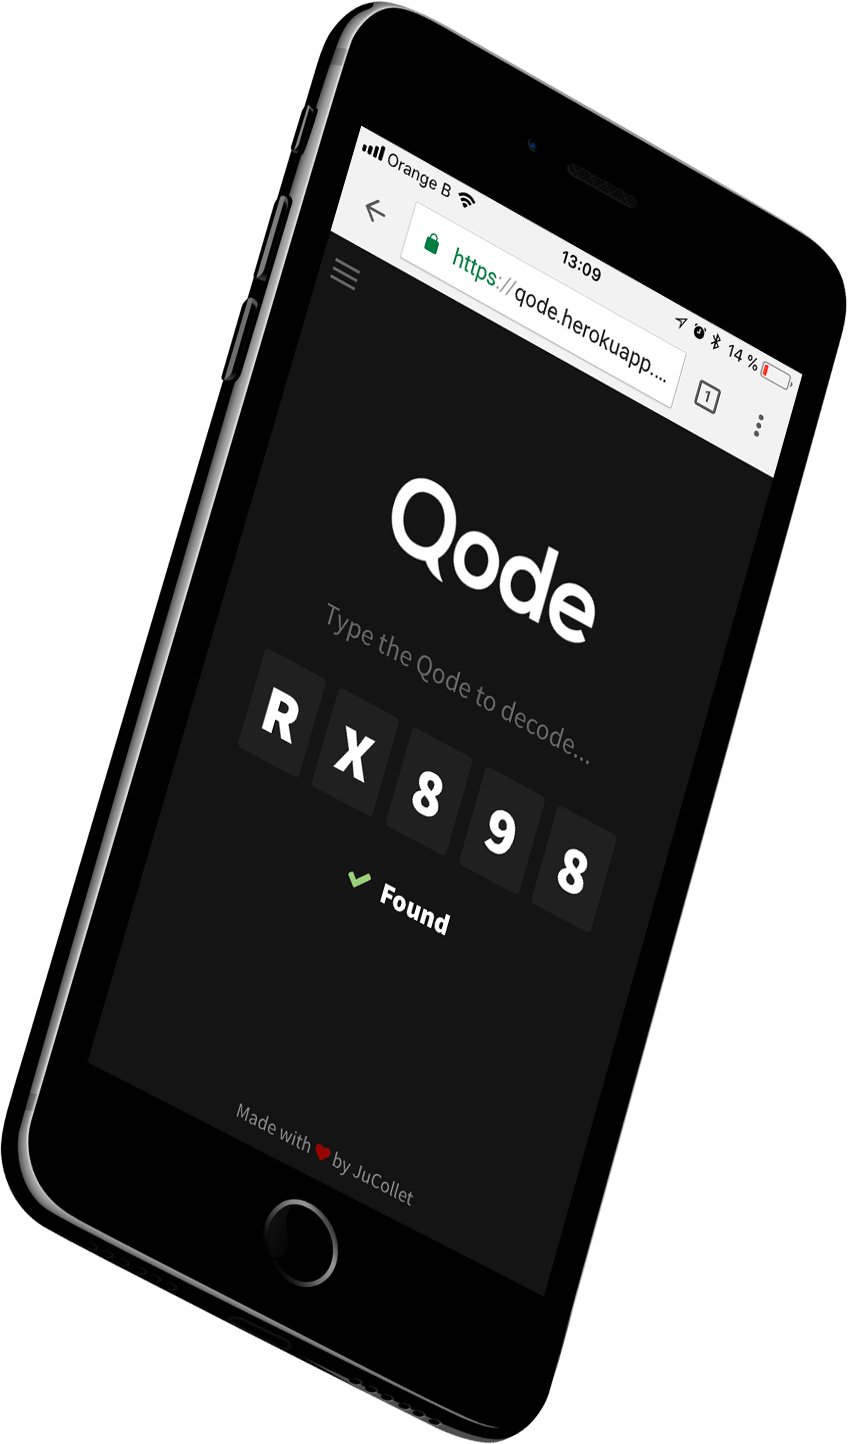 Orange B 13:09 14 %
https://qode.herokuapp.... 1
Qode
Type the Qode to decode...
R X 8 9 8
Found
Made with ❤ by JuCollet